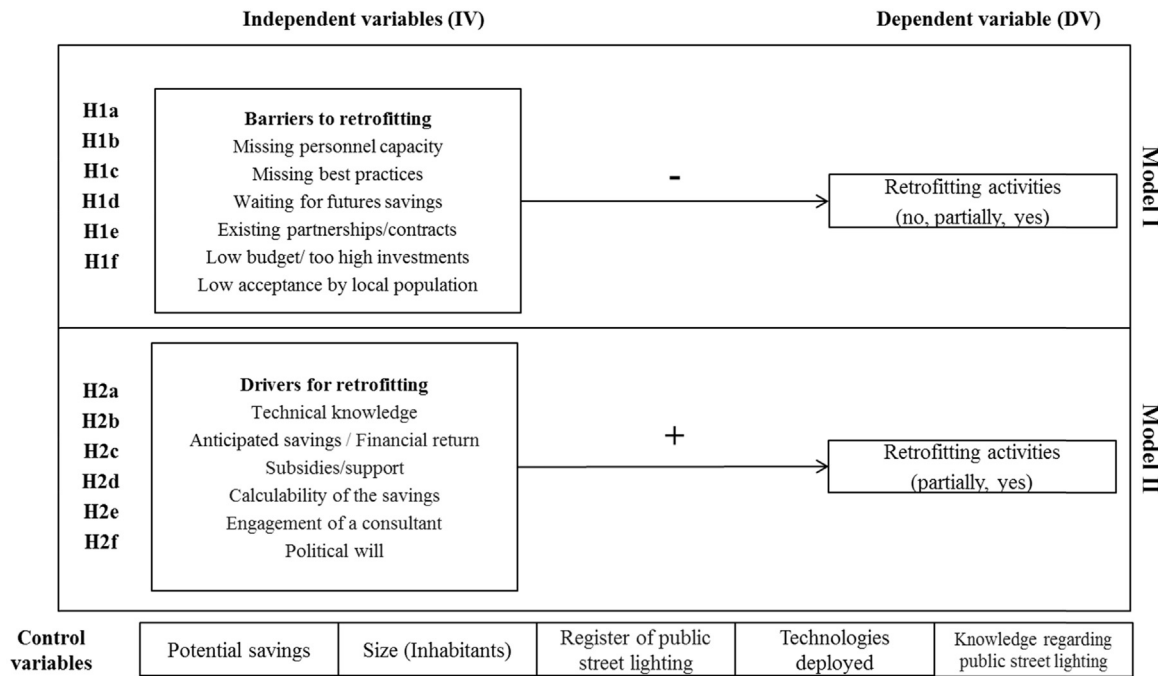 Independent variables (IV)
Dependent variable (DV)
H1a
H1b
H1c
H1d
H1e
H1f
Barriers to retrofitting
Missing personnel capacity
Missing best practices
Waiting for futures savings
Existing partnerships/contracts
Low budget/ too high investments
Low acceptance by local population
-
Retrofitting activities
(no, partially, yes)
Model I
H2a
H2b
H2c
H2d
H2e
H2f
Drivers for retrofitting
Technical knowledge
Anticipated savings / Financial return
Subsidies/support
Calculability of the savings
Engagement of a consultant
Political will
+
Retrofitting activities
(partially, yes)
Model II
Control
variables
Potential savings
Size (Inhabitants)
Register of public
street lighting
Technologies
deployed
Knowledge regarding
public street lighting